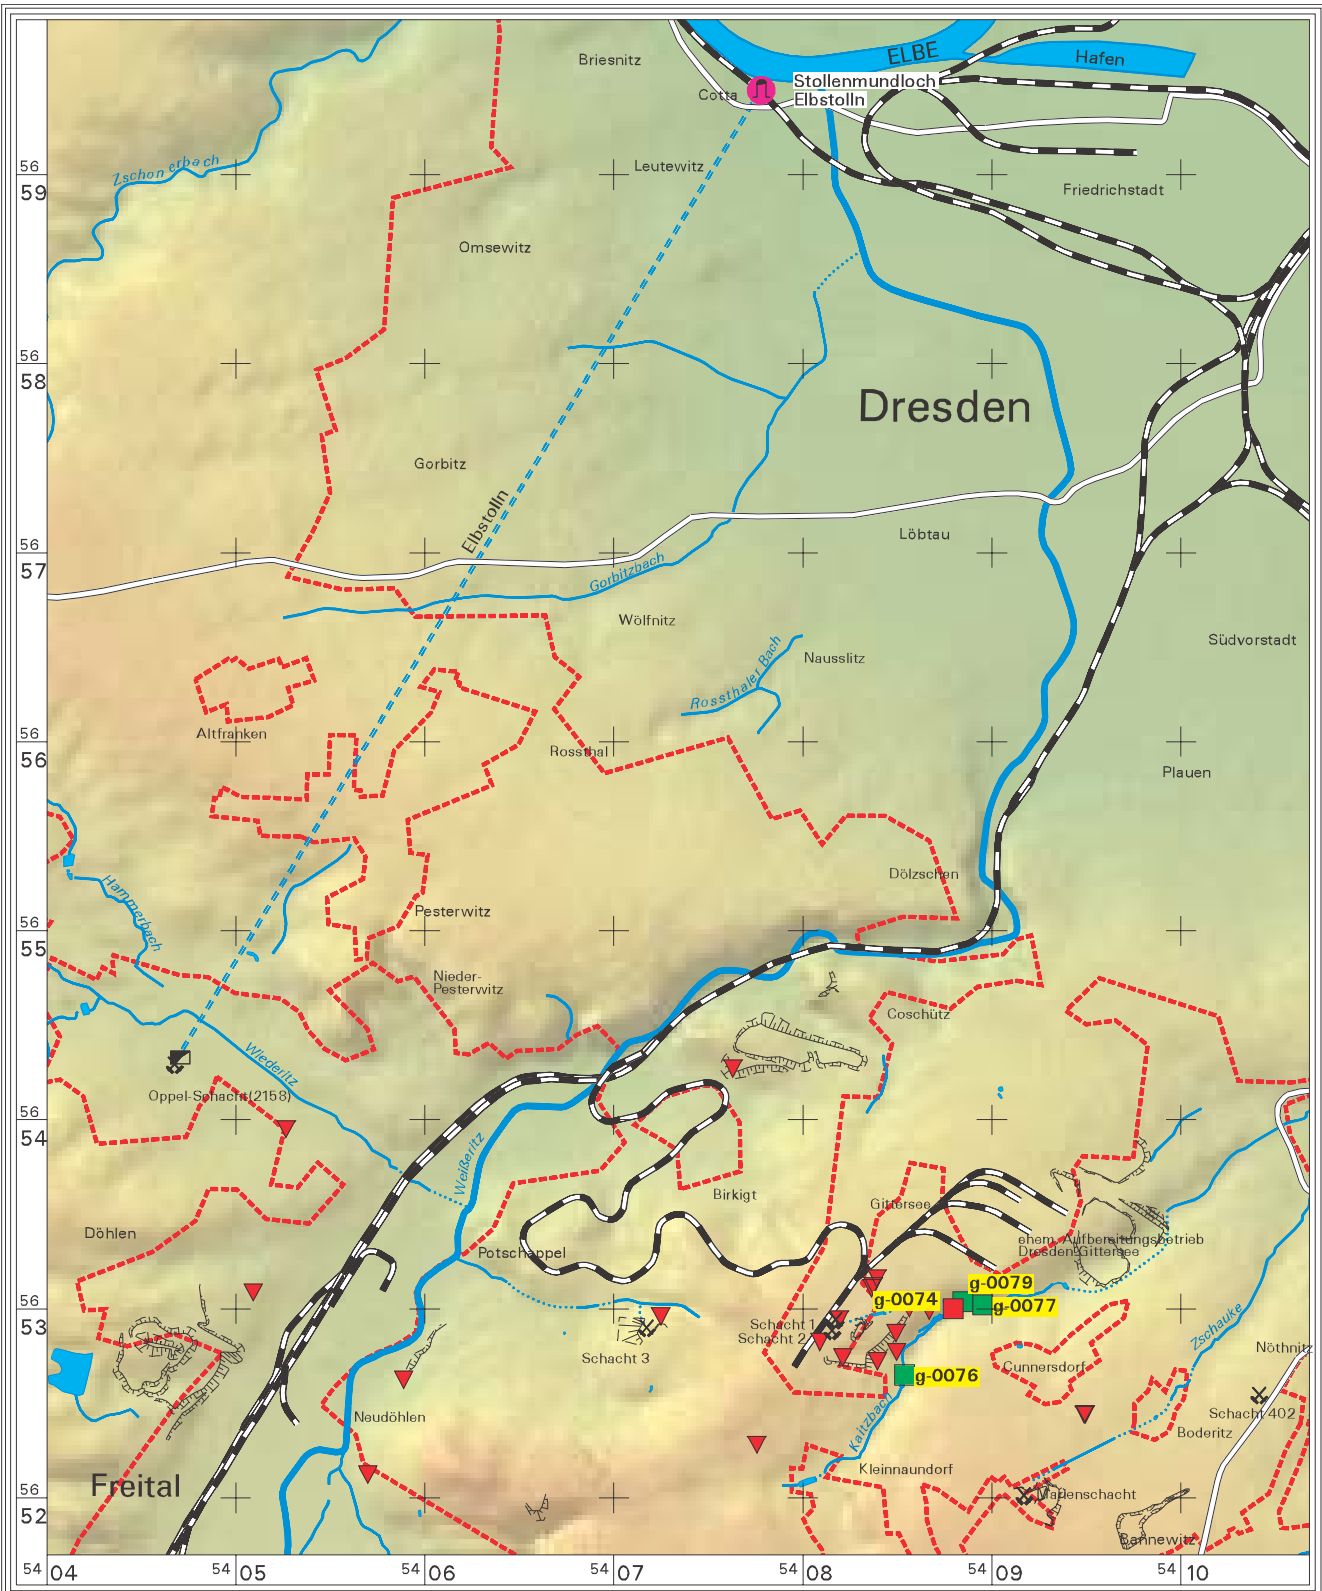 Briesnitz
ELBE
Hafen
Stollenmundloch
Elbstolln
Cotta
Leutewitz
Zschonerbach
56
59
Friedrichstadt
Omsewitz
56
58
Dresden
Gorbitz
Elbstolln
Löbtau
56
57
Gorbitzbach
Wölfnitz
Südvorstadt
Nausslitz
Rossthaler Bach
Altfranken
56
56
Rossthal
Plauen
Dölzschen
Hammerbach
Pesterwitz
56
55
Nieder-
Pesterwitz
Coschütz
Wiederitz
Oppel-Schacht(2158)
56
54
Weißeritz
Birkigt
Gittersee
Döhlen
Potschappel
ehem. Aufbereitungsbetrieb
Dresden-Gittersee
g-0079
g-0074
g-0077
56
53
Schacht 1
Schacht 2
Zschauke
Schacht 3
Cunnersdorf
Nöthnitz
g-0076
Neudöhlen
Kaitzbach
Schacht 402
Boderitz
Kleinnaundorf
Freital
56
52
Marienschacht
Bannewitz
54 04
54 05
54 06
54 07
54 08
54 09
54 10